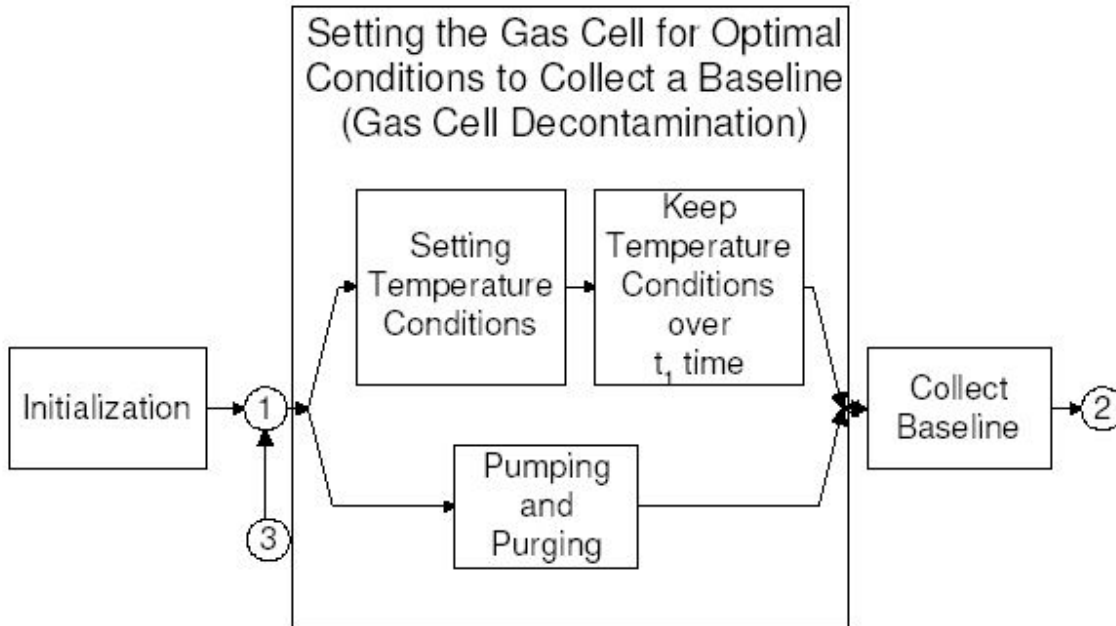 Setting the Gas Cell for Optimal
Conditions to Collect a Baseline
(Gas Cell Decontamination)
Setting
Temperature
Conditions
Keep
Temperature
Conditions
over
t₁ time
Initialization
1
3
Pumping
and
Purging
Collect
Baseline
2